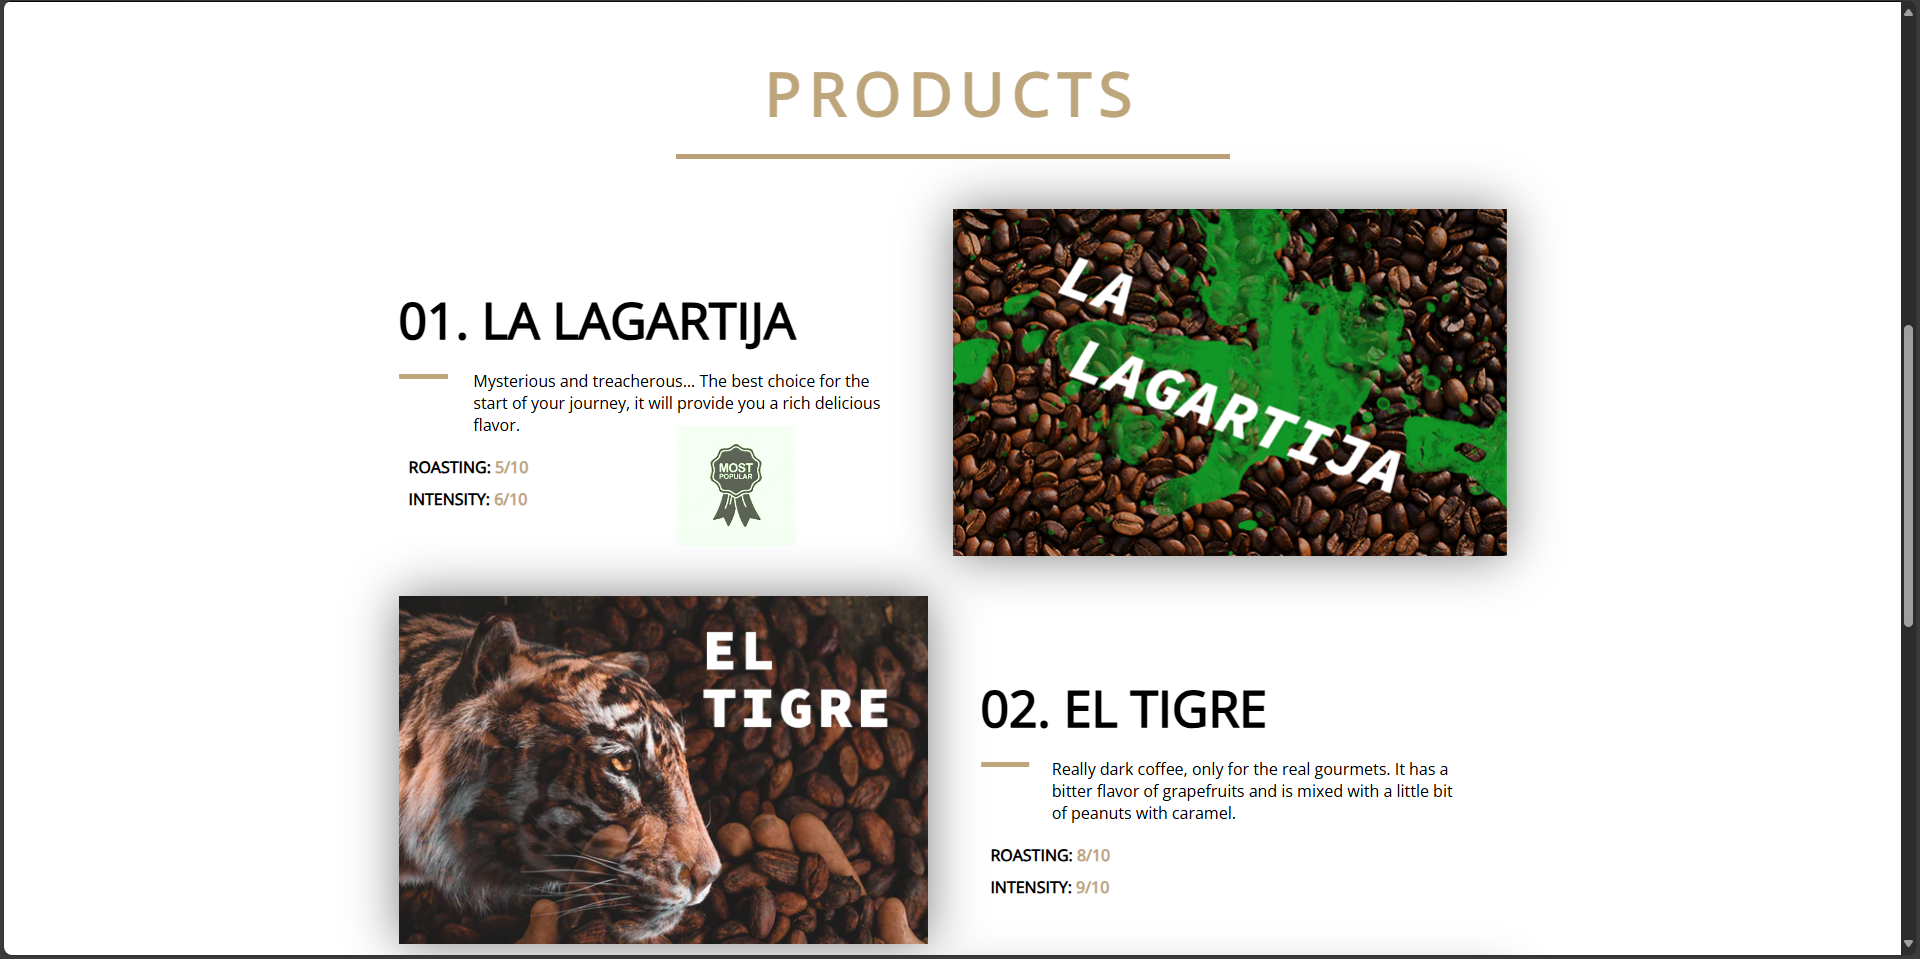 PRODUCTS
01. LA LAGARTIJA
Mysterious and treacherous... The best choice for the
start of your journey, it will provide you a rich delicious
flavor.
ROASTING: 5/10
INTENSITY: 6/10
MOST
POPULAR
LA
LAGARTIJA
EL
TIGRE
02. EL TIGRE
Really dark coffee, only for the real gourmets. It has a
bitter flavor of grapefruits and is mixed with a little bit
of peanuts with caramel.
ROASTING: 8/10
INTENSITY: 9/10